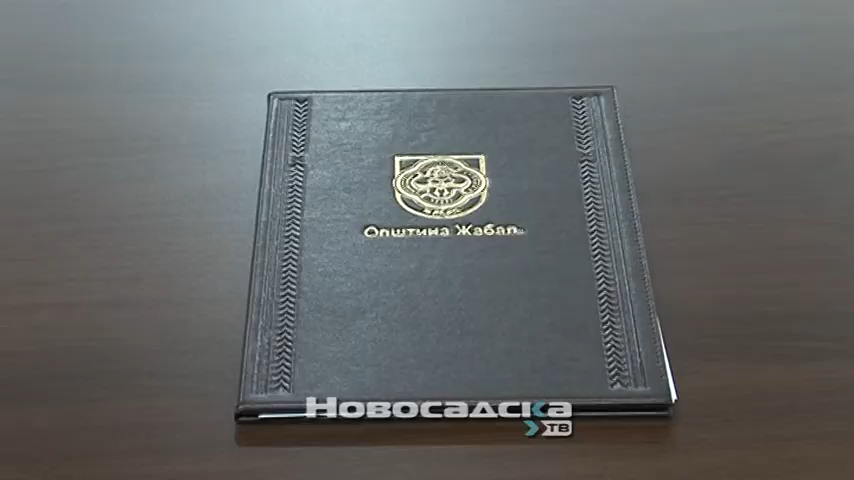 Општина Жабаљ
Новосадска
ТВ